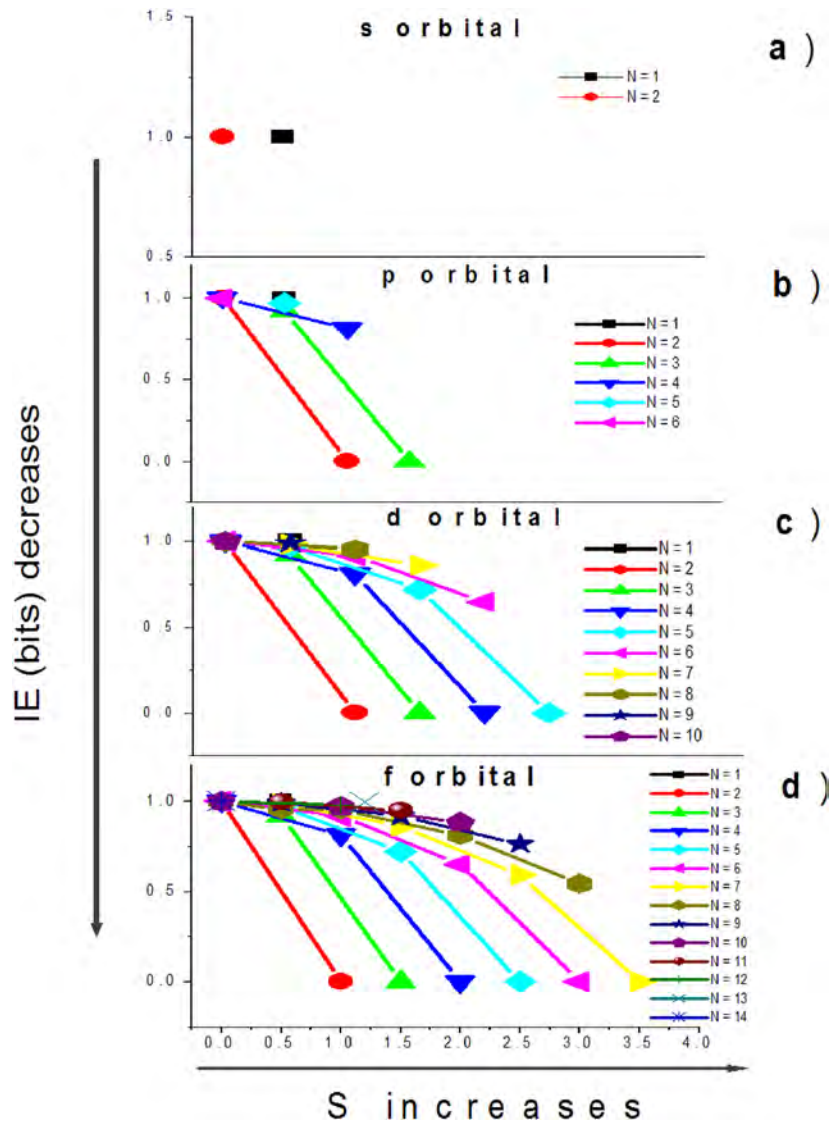 s orbital
a )
1.5
1.0
0.5
N = 1
N = 2
p orbital
b )
1.0
0.5
0.0
N = 1
N = 2
N = 3
N = 4
N = 5
N = 6
d orbital
c )
1.0
0.5
0.0
N = 1
N = 2
N = 3
N = 4
N = 5
N = 6
N = 7
N = 8
N = 9
N = 10
f orbital
d )
1.0
0.5
0.0
N = 1
N = 2
N = 3
N = 4
N = 5
N = 6
N = 7
N = 8
N = 9
N = 10
N = 11
N = 12
N = 13
N = 14
0.0 0.5 1.0 1.5 2.0 2.5 3.0 3.5 4.0
IE (bits) decreases
S increases